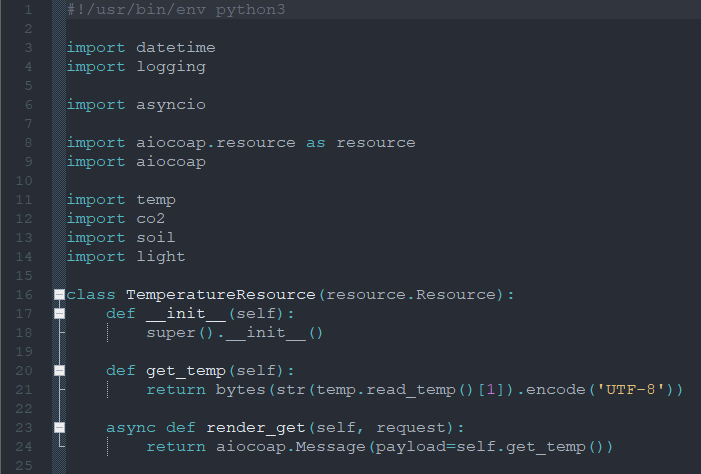 1 #!/usr/bin/env python3
2
3 import datetime
4 import logging
5
6 import asyncio
7
8 import aiocoap.resource as resource
9 import aiocoap
10
11 import temp
12 import co2
13 import soil
14 import light
15
16 class TemperatureResource(resource.Resource):
17     def __init__(self):
18         super().__init__()
19
20     def get_temp(self):
21         return bytes(str(temp.read_temp()[1]).encode('UTF-8'))
22
23     async def render_get(self, request):
24         return aiocoap.Message(payload=self.get_temp())
25